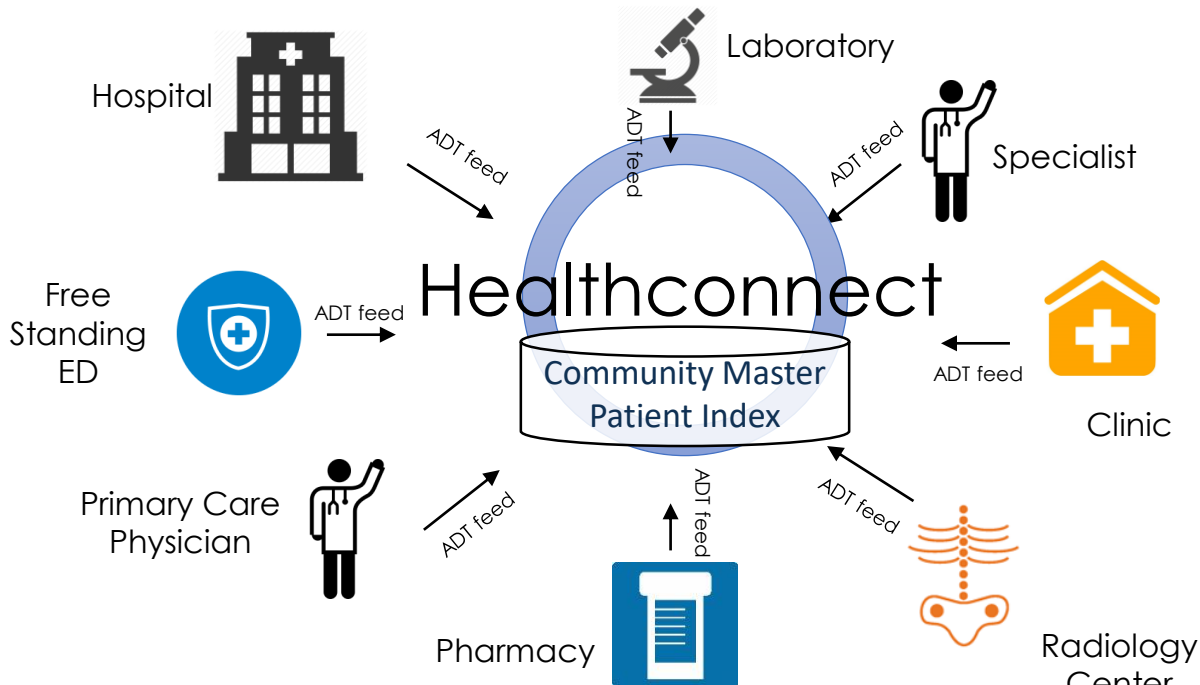 Laboratory
Hospital
ADT feed
ADT feed
ADT feed
Specialist
Healthconnect
Free
Standing
ED
ADT feed
Community Master
Patient Index
ADT feed
Clinic
Primary Care
Physician
ADT feed
ADT feed
ADT feed
Pharmacy
Radiology
Center